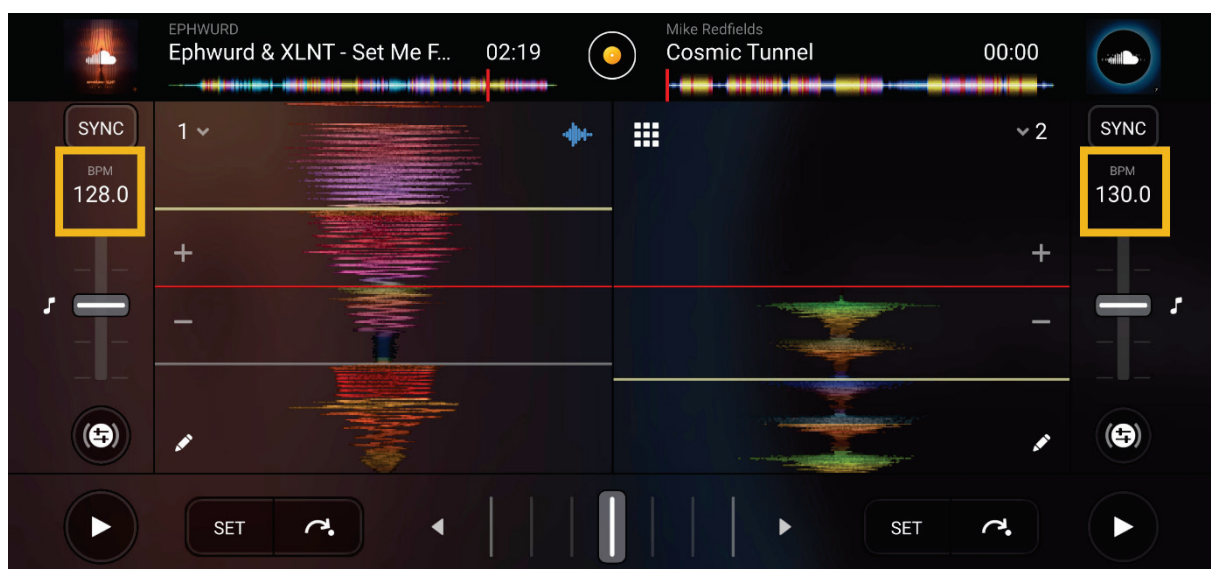 EPHWURD
Ephwurd & XLNT - Set Me F... 02:19
Mike Redfields
Cosmic Tunnel 00:00
SYNC
BPM
128.0
1
2
SYNC
BPM
130.0
+
−
+
−
SET
SET